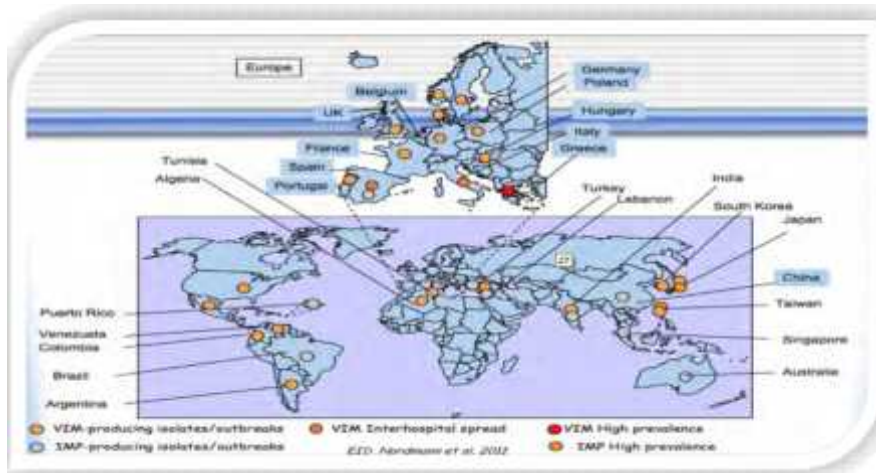 Europe
Germany
Poland
Belgium
Hungary
UK
Italy
France
Greece
Tunisia
Spain
Algeria
Portugal
Turkey
India
Lebanon
South Korea
Japan
China
Puerto Rico
Taiwan
Venezuela
Colombia
Singapore
Brazil
Australia
Argentina
VIM-producing isolates/outbreaks
VIM Interhospital spread
VIM High prevalence
IMP-producing isolates/outbreaks
EID. Nordmann et al. 2011
IMP High prevalence